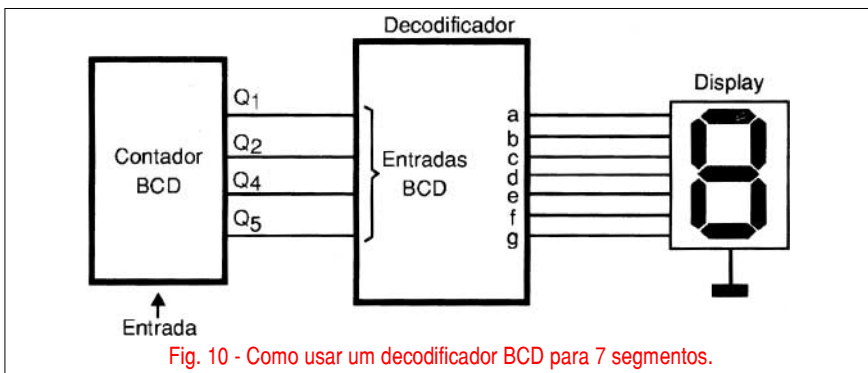 Decodificador
Display
Contador
BCD
Q1
Q2
Q4
Q5
Entradas
BCD
a
b
c
d
e
f
g
Entrada
Fig. 10 - Como usar um decodificador BCD para 7 segmentos.